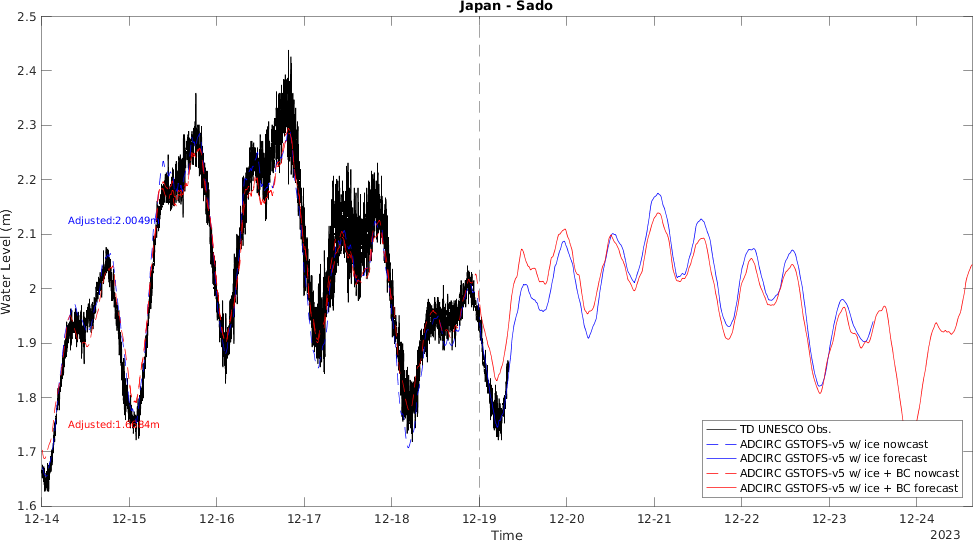 Japan - Sado
Water Level (m)
2.5
2.4
2.3
2.2
2.1
2
1.9
1.8
1.7
1.6
Adjusted:2.0049m
TD UNESCO Obs.
ADCIRC GSTOFS-v5 w/ ice nowcast
ADCIRC GSTOFS-v5 w/ ice forecast
ADCIRC GSTOFS-v5 w/ ice + BC nowcast
ADCIRC GSTOFS-v5 w/ ice + BC forecast
12-14 12-15 12-16 12-17 12-18 12-19 12-20 12-21 12-22 12-23 12-24
Time
2023